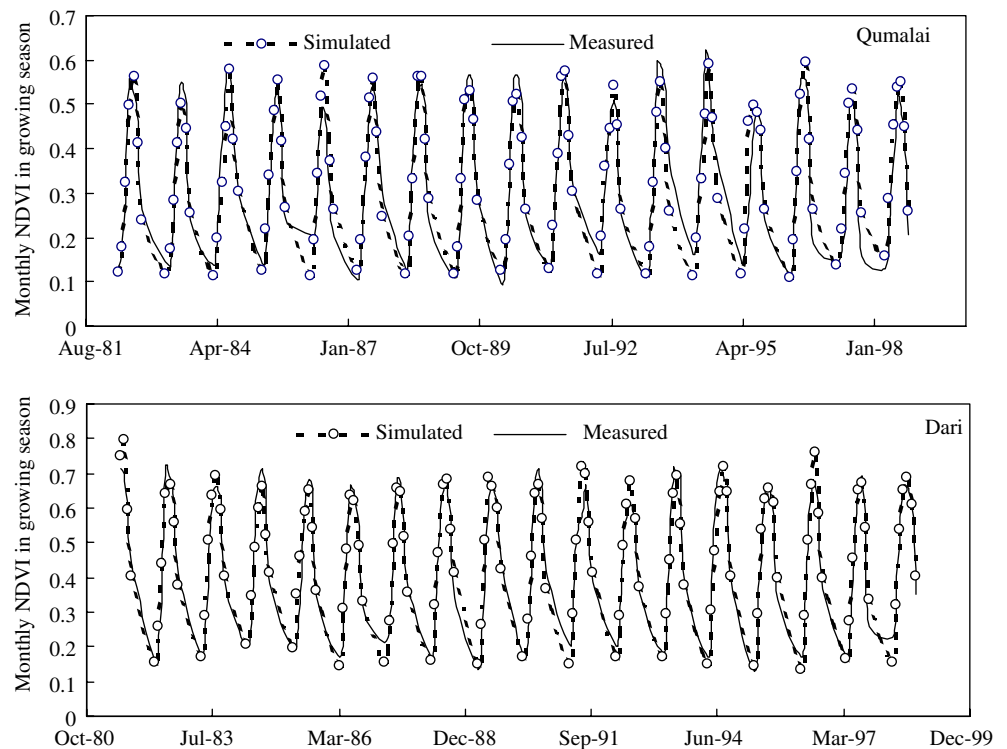 Monthly NDVI in growing season
0.7
0.6
0.5
0.4
0.3
0.2
0.1
0
Simulated
Measured
Qumalai
Aug-81 Apr-84 Jan-87 Oct-89 Jul-92 Apr-95 Jan-98
Monthly NDVI in growing season
0.9
0.8
0.7
0.6
0.5
0.4
0.3
0.2
0.1
0
Simulated
Measured
Dari
Oct-80 Jul-83 Mar-86 Dec-88 Sep-91 Jun-94 Mar-97 Dec-99